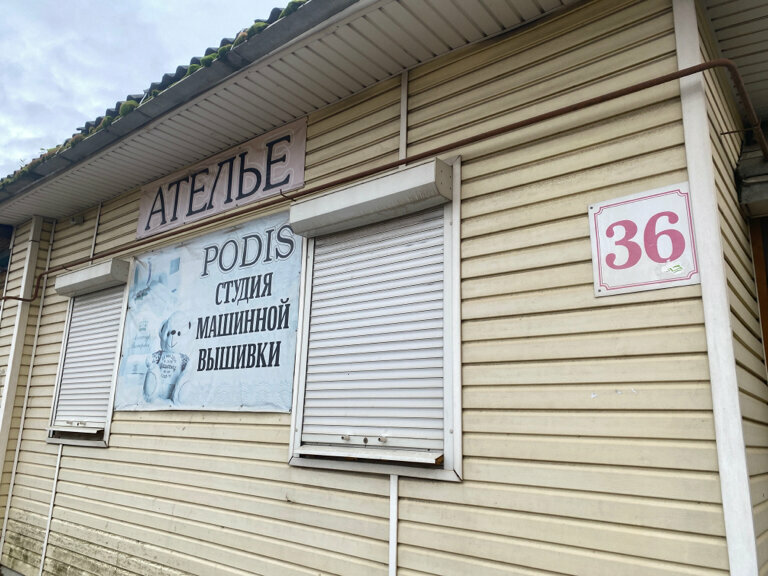 АТЕЛЬЕ
PODIS
СТУДИЯ
МАШИННОЙ
ВЫШИВКИ
36